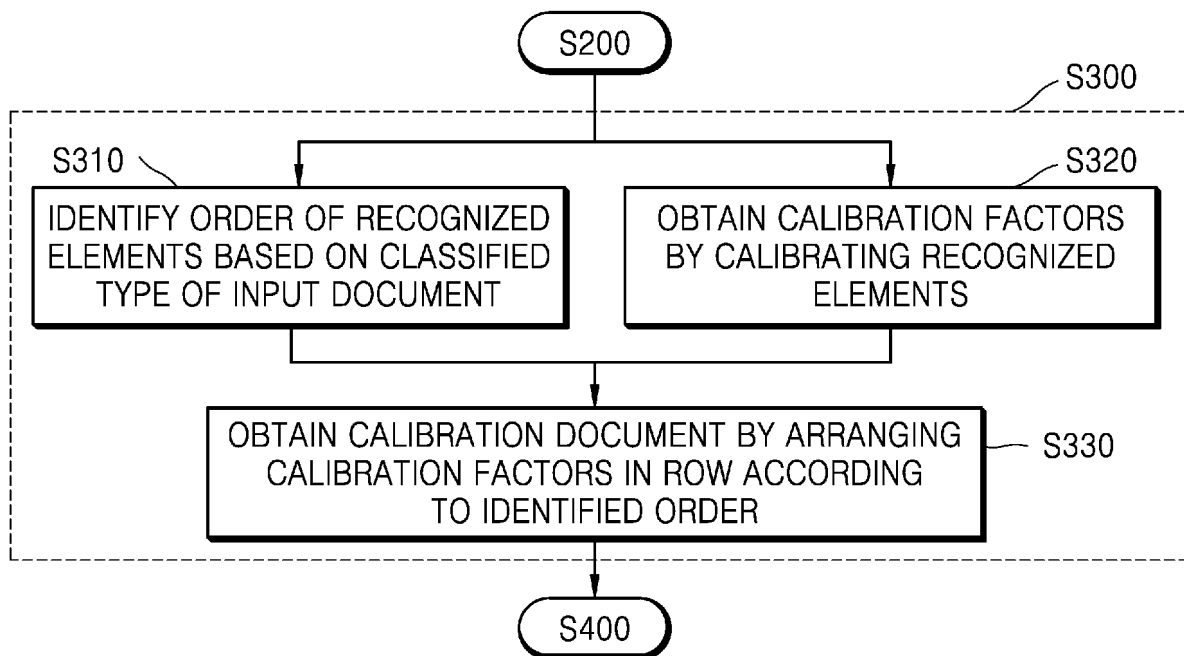 S200
S300
S310
IDENTIFY ORDER OF RECOGNIZED
ELEMENTS BASED ON CLASSIFIED
TYPE OF INPUT DOCUMENT
S320
OBTAIN CALIBRATION FACTORS
BY CALIBRATING RECOGNIZED
ELEMENTS
OBTAIN CALIBRATION DOCUMENT BY ARRANGING
CALIBRATION FACTORS IN ROW ACCORDING
TO IDENTIFIED ORDER
S330
S400